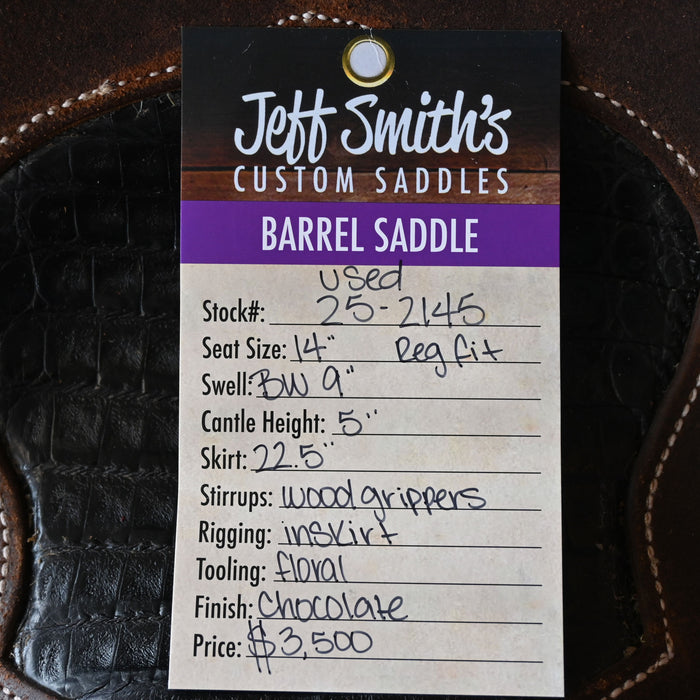 Jeff Smith's
CUSTOM SADDLES
BARREL SADDLE
used
Stock#: 25-2145
Seat Size: 14" Reg fit
Swell: BW 9"
Cantle Height: 5"
Skirt: 22.5"
Stirrups: wood grippers
Rigging: inskirt
Tooling: floral
Finish: Chocolate
Price: $3,500